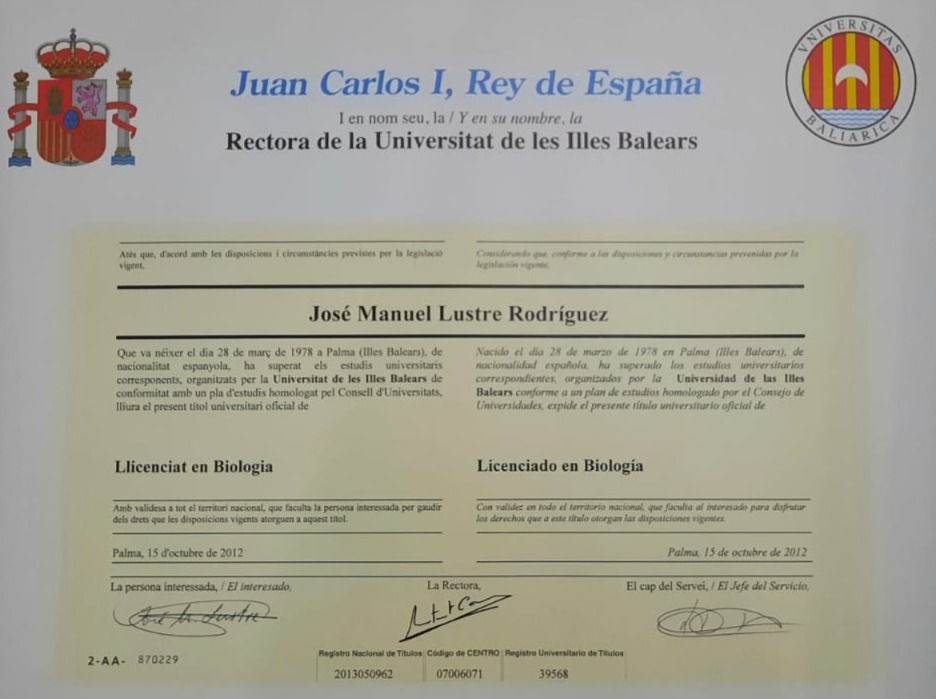 Juan Carlos I, Rey de España
I en nom seu, la / Y en su nombre, la
Rectora de la Universitat de les Illes Balears
UNIVERSITAS
BALIARICA
Atès que, d'acord amb les disposicions i circumstàncies previstes per la legislació
vigent,
Considerando que, conforme a las disposiciones y circunstancias prevenidas por la
legislación vigente,
José Manuel Lustre Rodríguez
Que va néixer el dia 28 de març de 1978 a Palma (Illes Balears), de
nacionalitat espanyola, ha superat els estudis universitaris
corresponents, organitzats per la Universitat de les Illes Balears de
conformitat amb un pla d'estudis homologat pel Consell d'Universitats,
lliura el present títol universitari oficial de
Nacido el día 28 de marzo de 1978 en Palma (Illes Balears), de
nacionalidad española, ha superado los estudios universitarios
correspondientes, organizados por la Universidad de las Illes
Balears conforme a un plan de estudios homologado por el Consejo de
Universidades, expide el presente título universitario oficial de
Llicenciat en Biologia
Licenciado en Biología
Amb validesa a tot el territori nacional, que faculta la persona interessada per gaudir
dels drets que les disposicions vigents atorguen a aquest títol.
Con validez en todo el territorio nacional, que faculta al interesado para disfrutar
los derechos que a este título otorgan las disposiciones vigentes.
Palma, 15 d'octubre de 2012
Palma, 15 de octubre de 2012
La persona interessada, / El interesado,
La Rectora,
El cap del Servei, / El Jefe del Servicio,
2-AA- 870229
Registro Nacional de Títulos Código de CENTRO Registro Universitario de Títulos
2013050962 07006071 39568